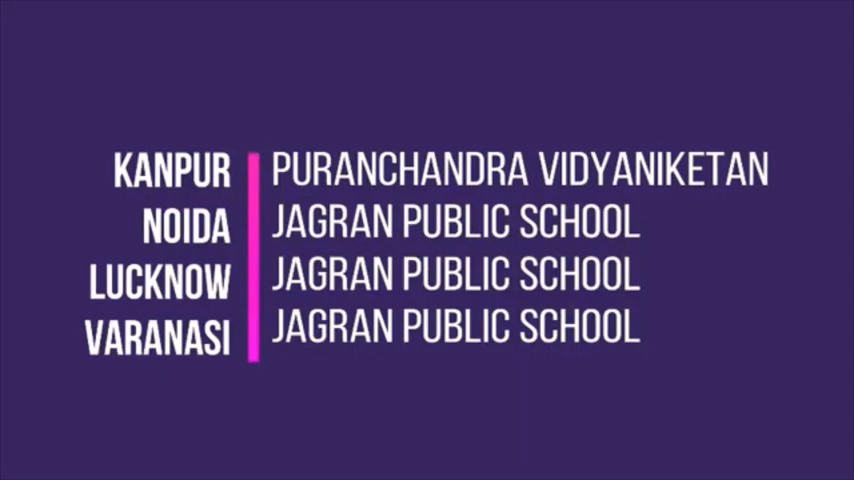 KANPUR PURANCHANDRA VIDYANIKETAN
NOIDA JAGRAN PUBLIC SCHOOL
LUCKNOW JAGRAN PUBLIC SCHOOL
VARANASI JAGRAN PUBLIC SCHOOL